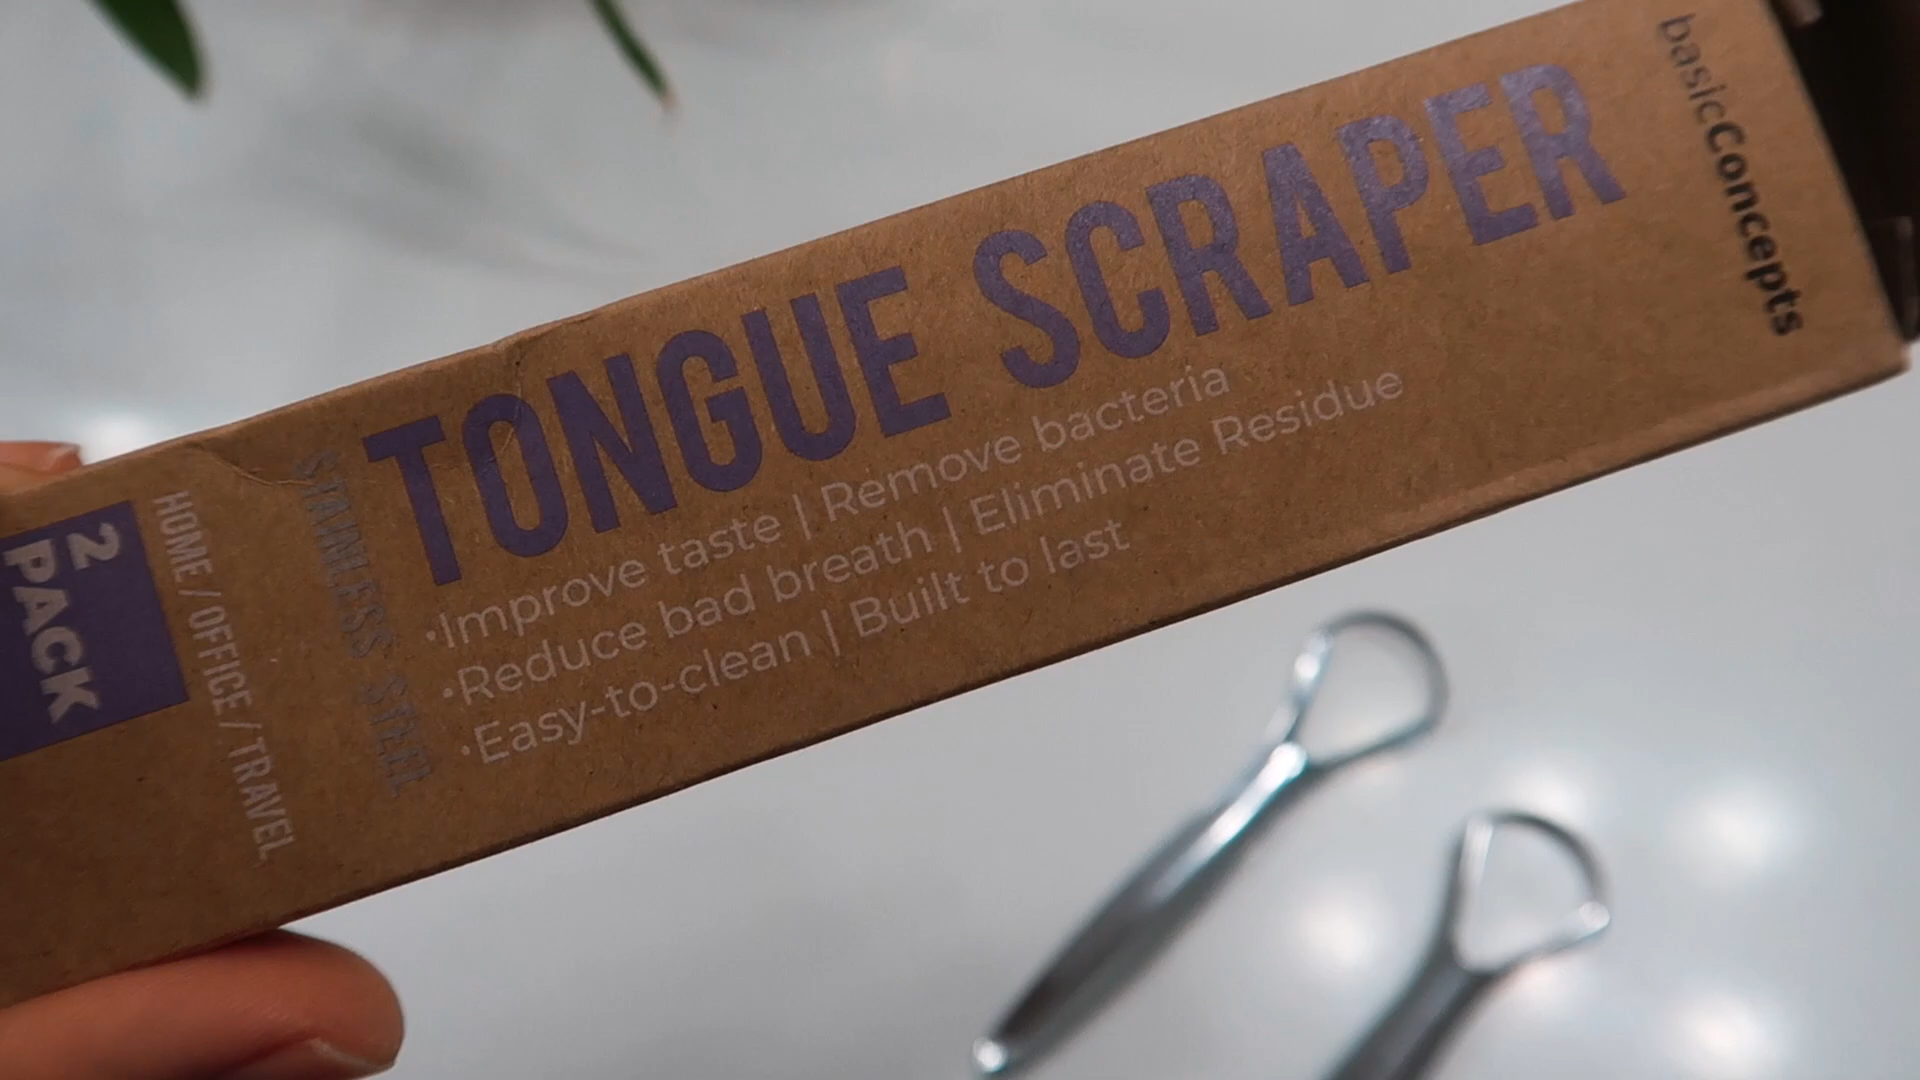 2
PACK
HOME / OFFICE / TRAVEL
STAINLESS STEEL
TONGUE SCRAPER
•Improve taste | Remove bacteria
•Reduce bad breath | Eliminate Residue
•Easy-to-clean | Built to last
basicConcepts